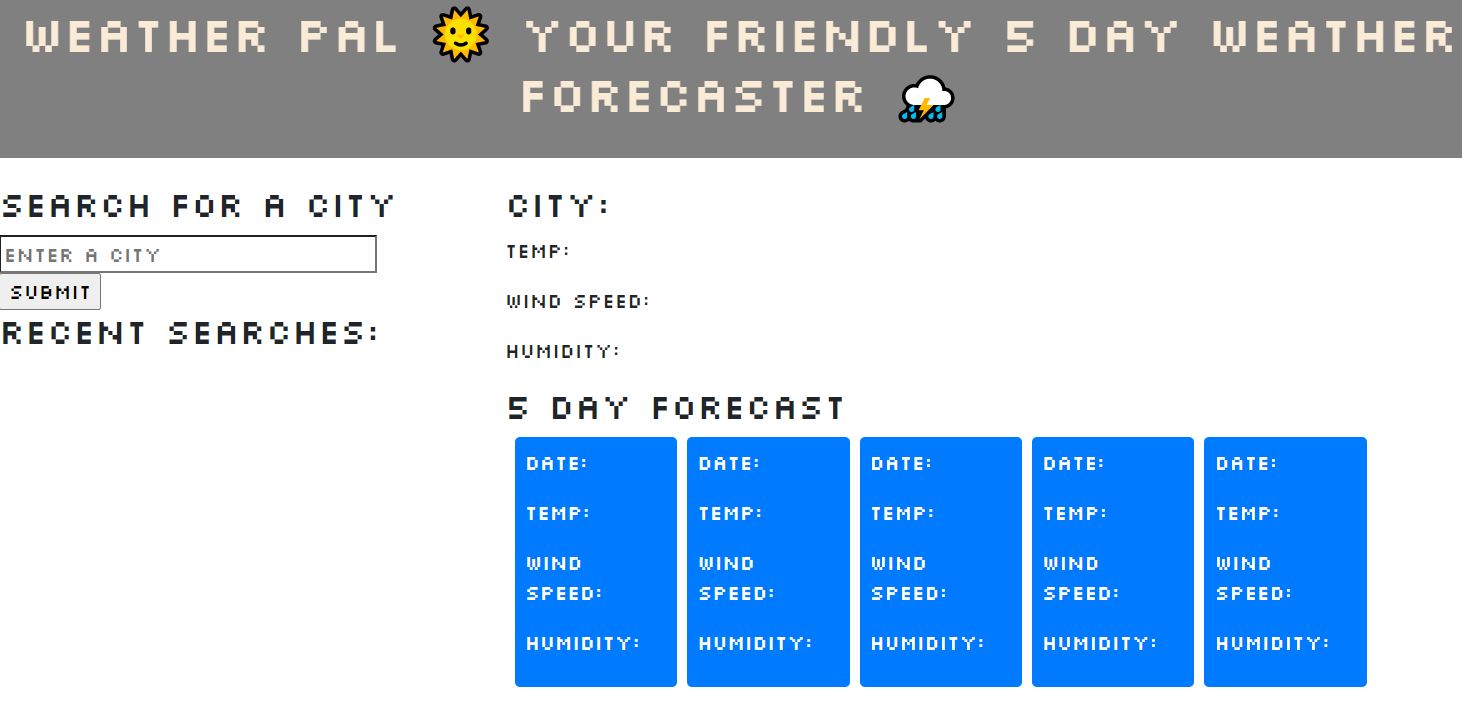 WEATHER PAL 🌞 YOUR FRIENDLY 5 DAY WEATHER
FORECASTER ⛈️
SEARCH FOR A CITY
ENTER A CITY
SUBMIT
RECENT SEARCHES:
CITY:
TEMP:
WIND SPEED:
HUMIDITY:
5 DAY FORECAST
DATE:
TEMP:
WIND
SPEED:
HUMIDITY:
DATE:
TEMP:
WIND
SPEED:
HUMIDITY:
DATE:
TEMP:
WIND
SPEED:
HUMIDITY:
DATE:
TEMP:
WIND
SPEED:
HUMIDITY:
DATE:
TEMP:
WIND
SPEED:
HUMIDITY: